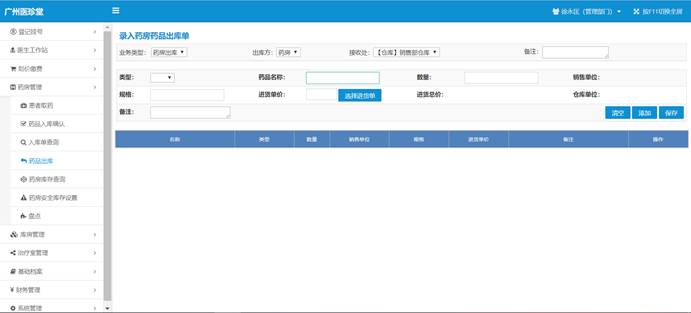 广州医珍堂
徐永匡（管理部门）
按F11切换全屏
登记挂号
医生工作站
划价缴费
药房管理
患者取药
药品入库确认
入库单查询
药品出库
药房库存查询
药房安全库存设置
盘点
库房管理
治疗室管理
基础档案
财务管理
系统管理
录入药房药品出库单
业务类型： 药房出库 出库方： 药房 接收处： 【仓库】销售部仓库 备注：
类型： 药品名称： 数量： 销售单位：
规格： 进货单价： 选择进货单 进货总价： 仓库单位：
备注： 清空 添加 保存
名称 类型 数量 销售单位 规格 进货单价 备注 操作